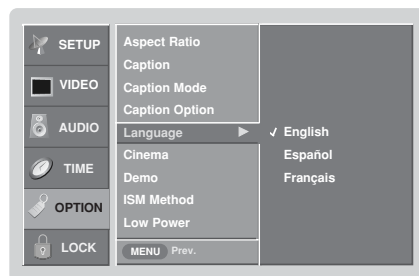 SETUP
VIDEO
AUDIO
TIME
OPTION
LOCK
Aspect Ratio
Caption
Caption Mode
Caption Option
Language ▶
Cinema
Demo
ISM Method
Low Power
MENU Prev.
✓ English
Español
Français